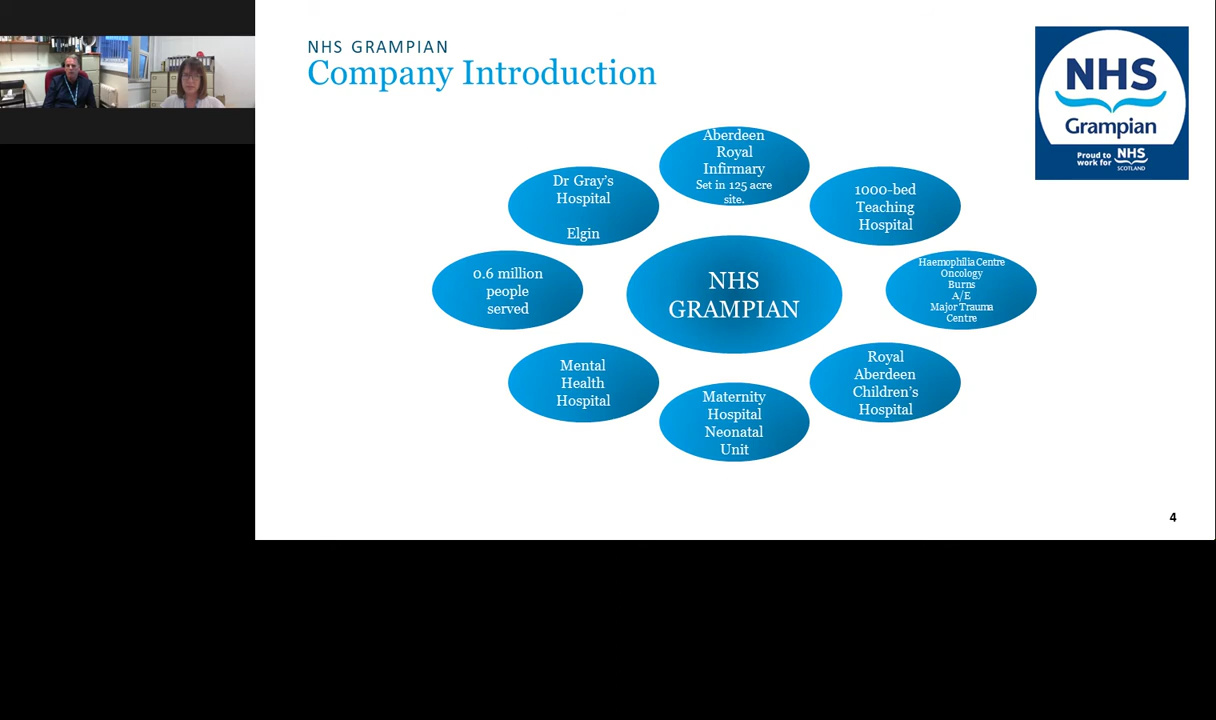 NHS GRAMPIAN
Company Introduction
NHS
Grampian
Proud to
work for
NHS
SCOTLAND
Aberdeen
Royal
Infirmary
Set in 125 acre
site.
Dr Gray's
Hospital
Elgin
1000-bed
Teaching
Hospital
0.6 million
people
served
NHS
GRAMPIAN
Haemophilia Centre
Oncology
Burns
A/E
Major Trauma
Centre
Mental
Health
Hospital
Maternity
Hospital
Neonatal
Unit
Royal
Aberdeen
Children's
Hospital
4